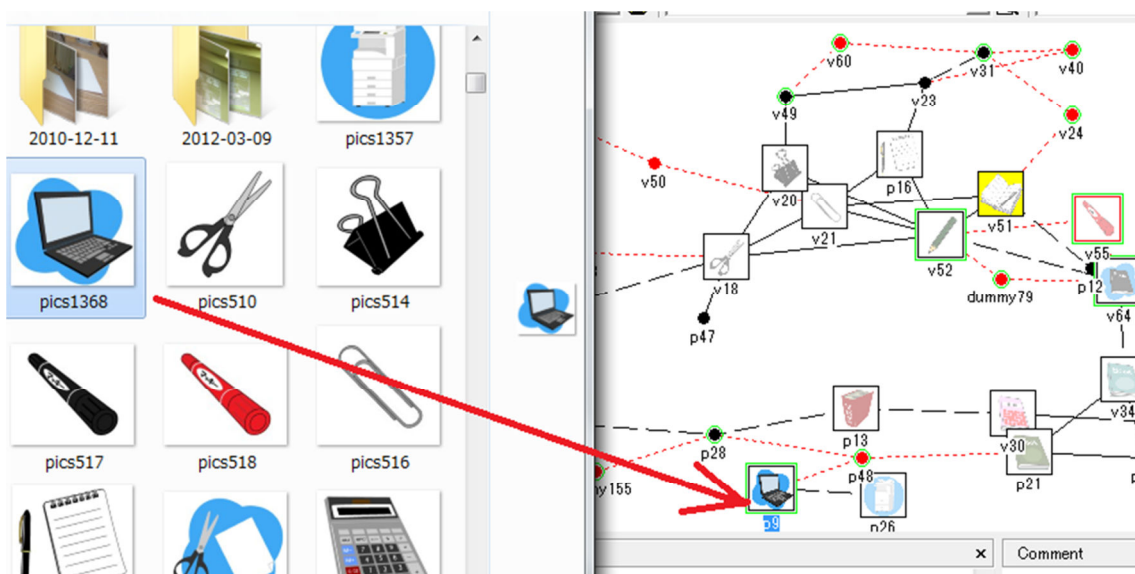 2010-12-11
2012-03-09
pics1357
pics1368
pics510
pics514
pics517
pics518
pics516
v60
v31
v40
v23
v49
v24
v50
p16
v20
v21
v51
v52
v55
v18
dummy79
p12
v64
p47
v34
p13
p28
v30
p48
p21
p9
p26
× Comment